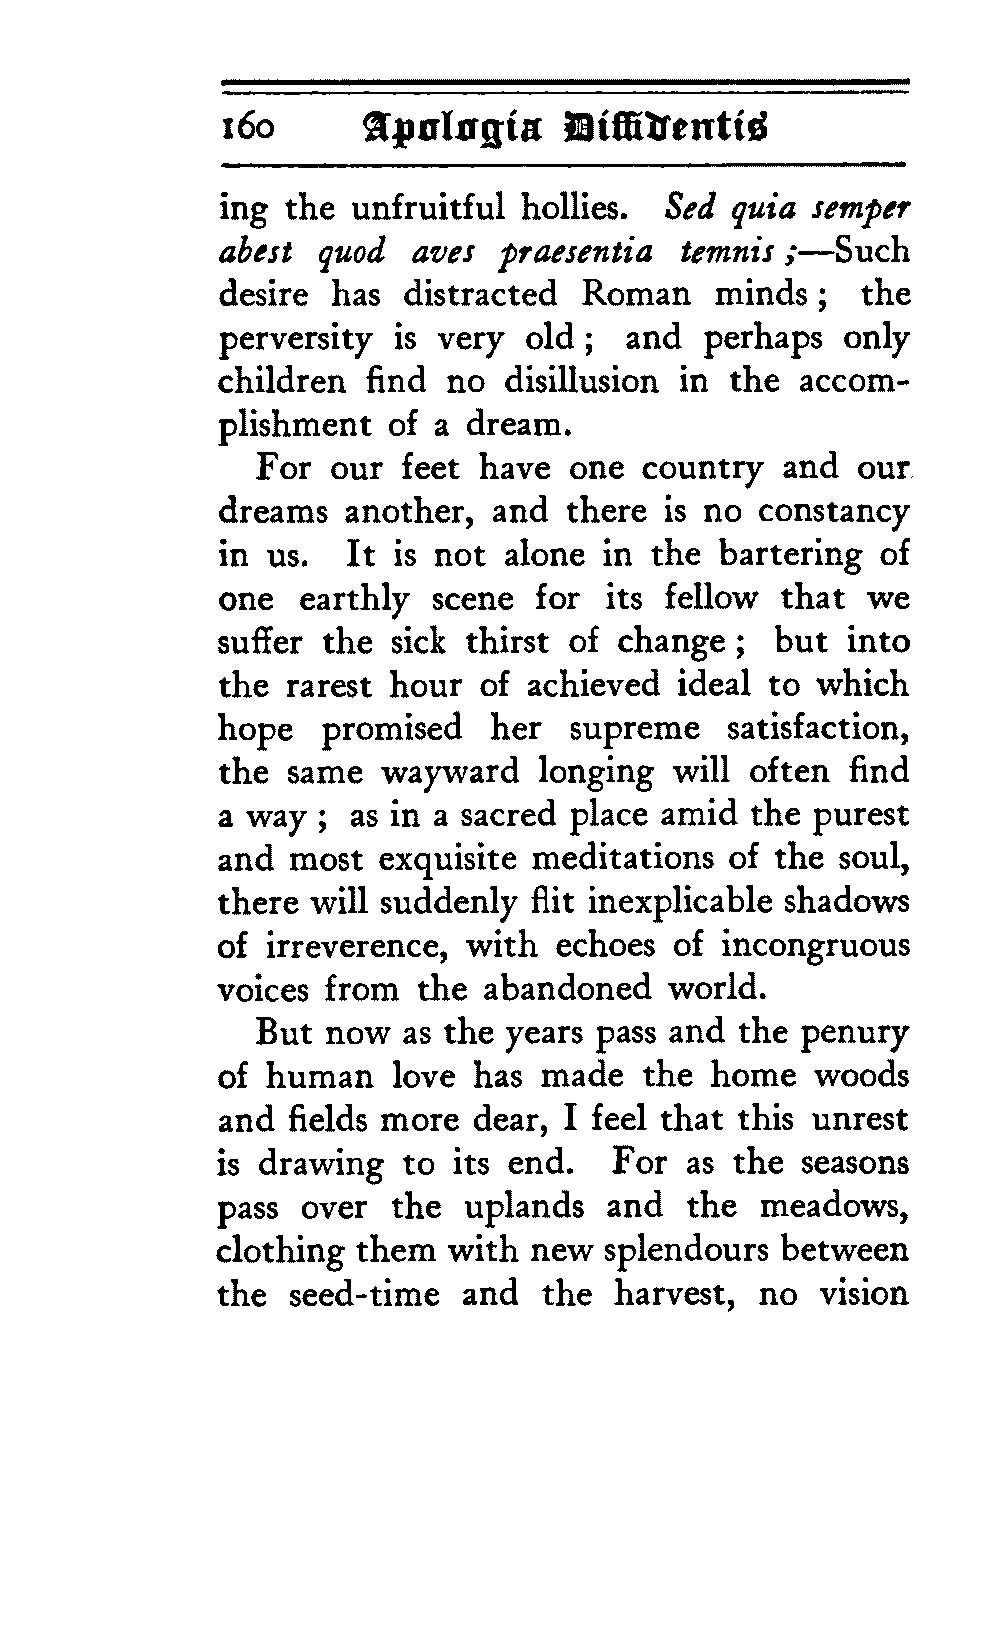 160 Apologia Diffidentis
ing the unfruitful hollies. Sed quia semper
abest quod aves praesentia temnis ;—Such
desire has distracted Roman minds ; the
perversity is very old ; and perhaps only
children find no disillusion in the accom-
plishment of a dream.
For our feet have one country and our
dreams another, and there is no constancy
in us. It is not alone in the bartering of
one earthly scene for its fellow that we
suffer the sick thirst of change ; but into
the rarest hour of achieved ideal to which
hope promised her supreme satisfaction,
the same wayward longing will often find
a way ; as in a sacred place amid the purest
and most exquisite meditations of the soul,
there will suddenly flit inexplicable shadows
of irreverence, with echoes of incongruous
voices from the abandoned world.
But now as the years pass and the penury
of human love has made the home woods
and fields more dear, I feel that this unrest
is drawing to its end. For as the seasons
pass over the uplands and the meadows,
clothing them with new splendours between
the seed-time and the harvest, no vision